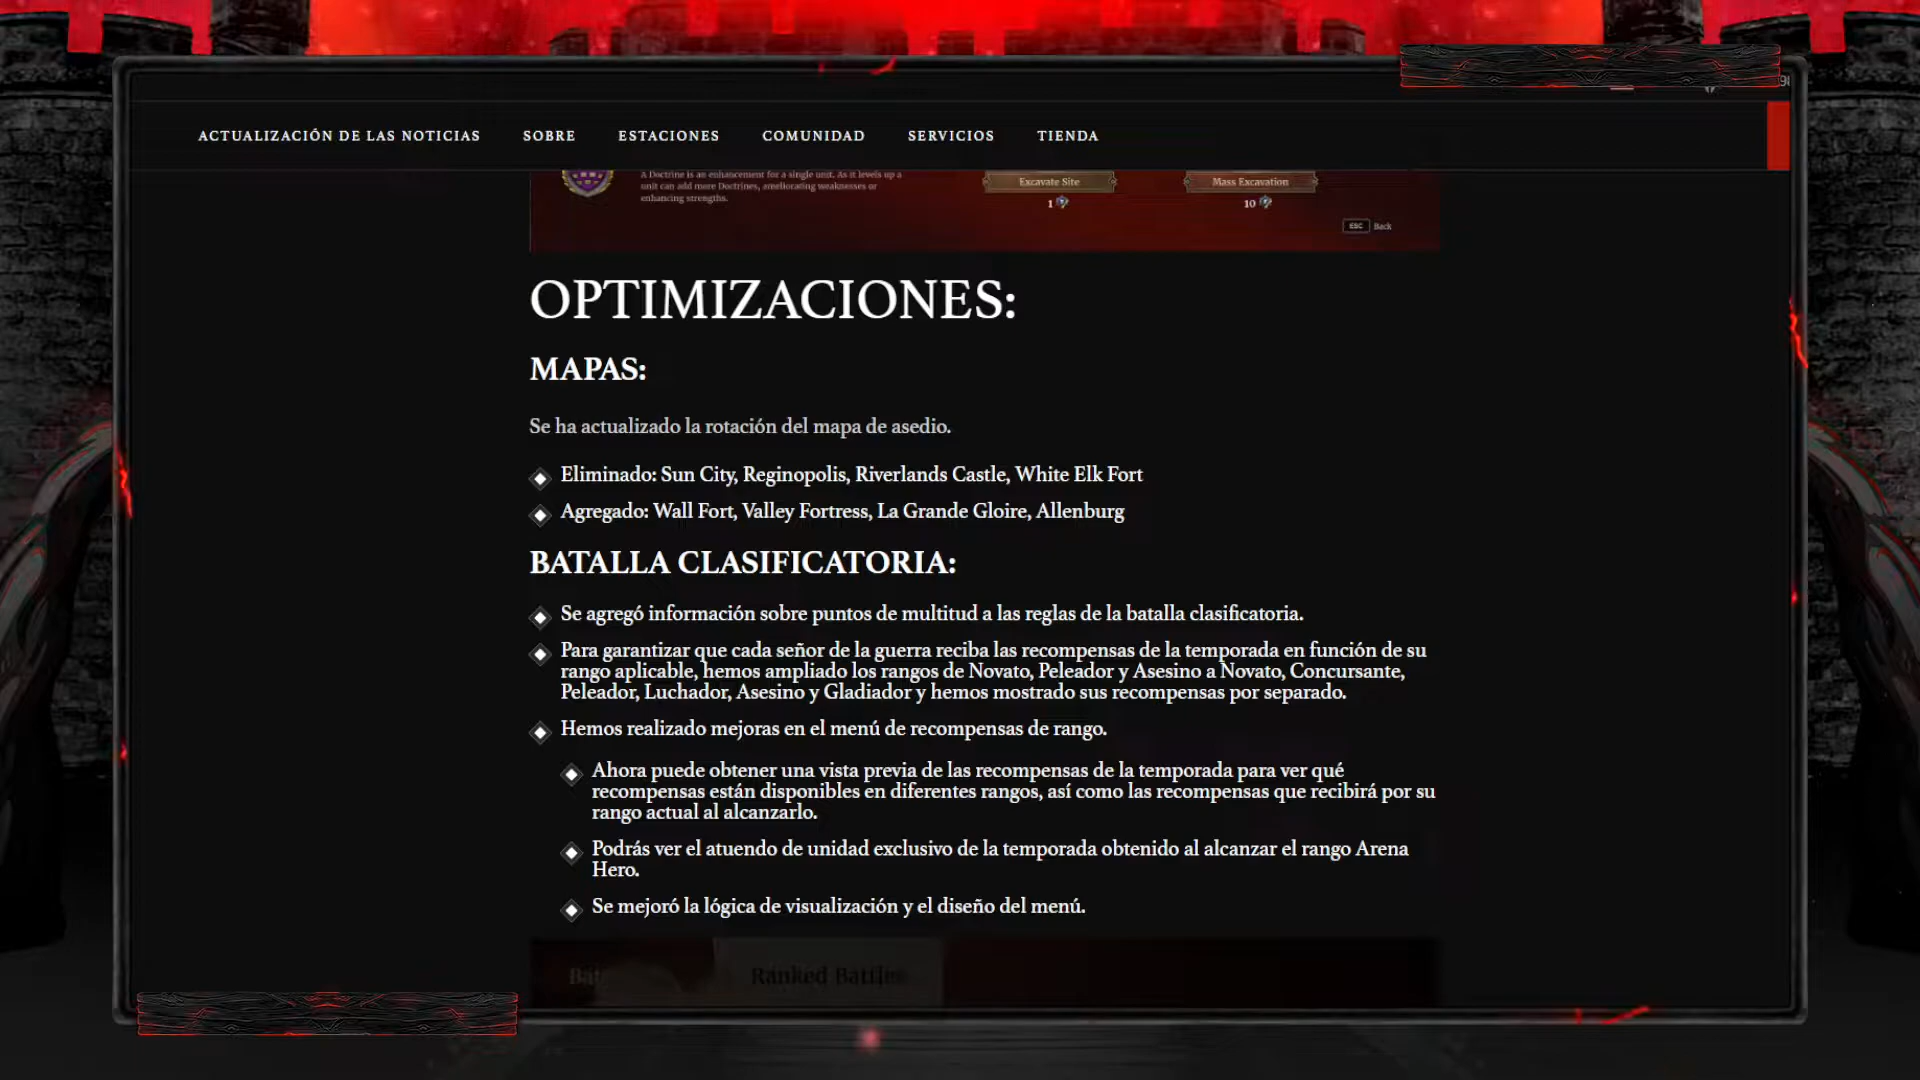 ACTUALIZACIÓN DE LAS NOTICIAS SOBRE ESTACIONES COMUNIDAD SERVICIOS TIENDA
A Doctrine is an enhancement for a single unit. As it levels up a
unit can add more Doctrines, ameliorating weaknesses or
enhancing strengths.
Excavate Site Mass Excavation
1 10
ESC Back
OPTIMIZACIONES:
MAPAS:
Se ha actualizado la rotación del mapa de asedio.
Eliminado: Sun City, Reginopolis, Riverlands Castle, White Elk Fort
Agregado: Wall Fort, Valley Fortress, La Grande Gloire, Allenburg
BATALLA CLASIFICATORIA:
Se agregó información sobre puntos de multitud a las reglas de la batalla clasificatoria.
Para garantizar que cada señor de la guerra reciba las recompensas de la temporada en función de su
rango aplicable, hemos ampliado los rangos de Novato, Peleador y Asesino a Novato, Concursante,
Peleador, Luchador, Asesino y Gladiador y hemos mostrado sus recompensas por separado.
Hemos realizado mejoras en el menú de recompensas de rango.
Ahora puede obtener una vista previa de las recompensas de la temporada para ver qué
recompensas están disponibles en diferentes rangos, así como las recompensas que recibirá por su
rango actual al alcanzarlo.
Podrás ver el atuendo de unidad exclusivo de la temporada obtenido al alcanzar el rango Arena
Hero.
Se mejoró la lógica de visualización y el diseño del menú.
Ranked Battles